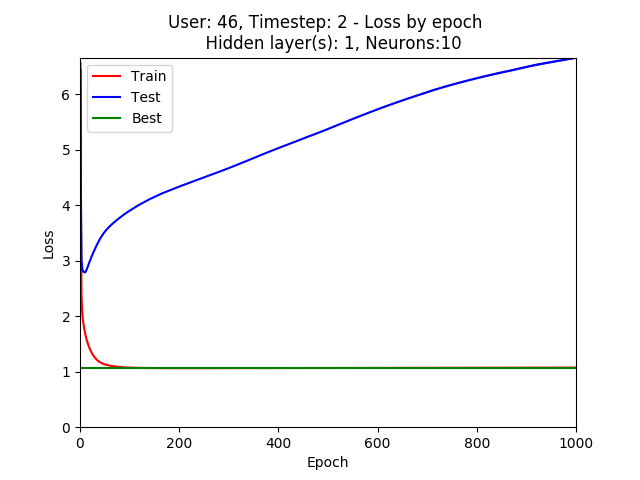 User: 46, Timestep: 2 - Loss by epoch
Hidden layer(s): 1, Neurons:10
Train
Test
Best
6
5
4
3
2
1
0
Loss
0 200 400 600 800 1000
Epoch